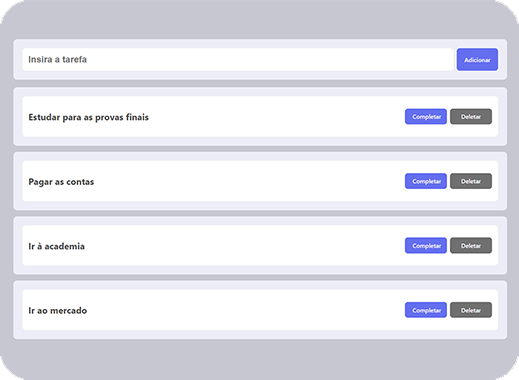 Insira a tarefa
Adicionar
Estudar para as provas finais
Completar
Deletar
Pagar as contas
Completar
Deletar
Ir à academia
Completar
Deletar
Ir ao mercado
Completar
Deletar